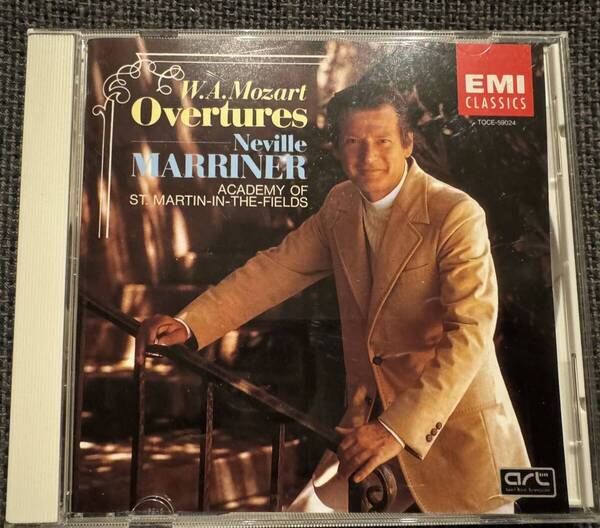 W.A.Mozart
Overtures
Neville
MARRINER
ACADEMY OF
ST. MARTIN-IN-THE-FIELDS
EMI
CLASSICS
TOCE-59024
art